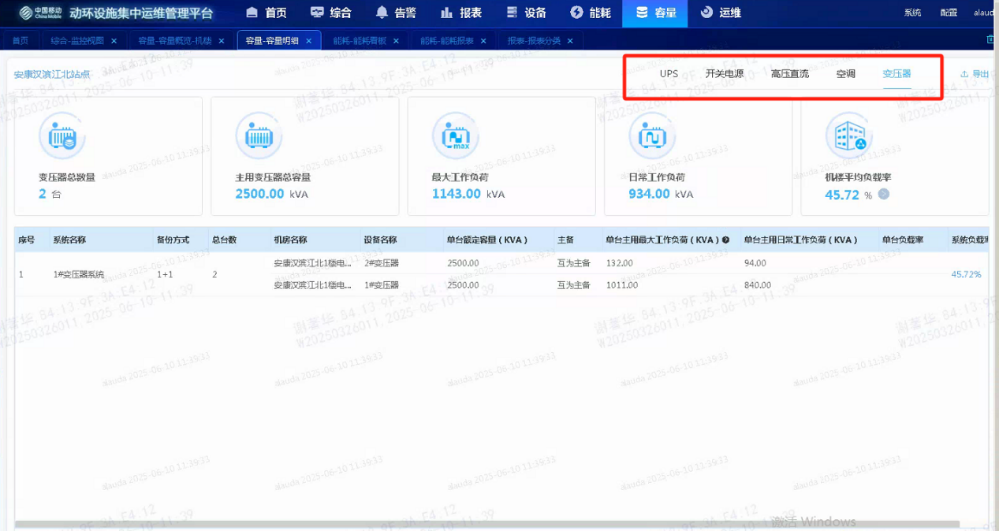 中国移动 China Mobile 动环设施集中运维管理平台 首页 综合 告警 报表 设备 能耗 容量 运维 系统 配置 alaud
首页 综合-监控视图 × 容量-容量概览-机楼 × 容量-容量明细 × 能耗-能耗看板 × 能耗-能耗报表 × 报表-报表分类 ×
安康汉滨江北站点 UPS 开关电源 高压直流 空调 变压器 导出
变压器总数量
2 台
主用变压器总容量
2500.00 kVA
max
最大工作负荷
1143.00 kVA
日常工作负荷
934.00 kVA
机楼平均负载率
45.72 %
序号 系统名称 备份方式 总台数 机房名称 设备名称 单台额定容量（KVA） 主备 单台主用最大工作负荷（KVA） 单台主用日常工作负荷（KVA） 单台负载率 系统负载率
安康汉滨江北1楼电... 2#变压器 2500.00 互为主备 132.00 94.00
1 1#变压器系统 1+1 2 45.72%
安康汉滨江北1楼电... 1#变压器 2500.00 互为主备 1011.00 840.00
alauda 2025-06-10 11:39:33
W20250326011, 2025-06-10-11:39
激活 Windows